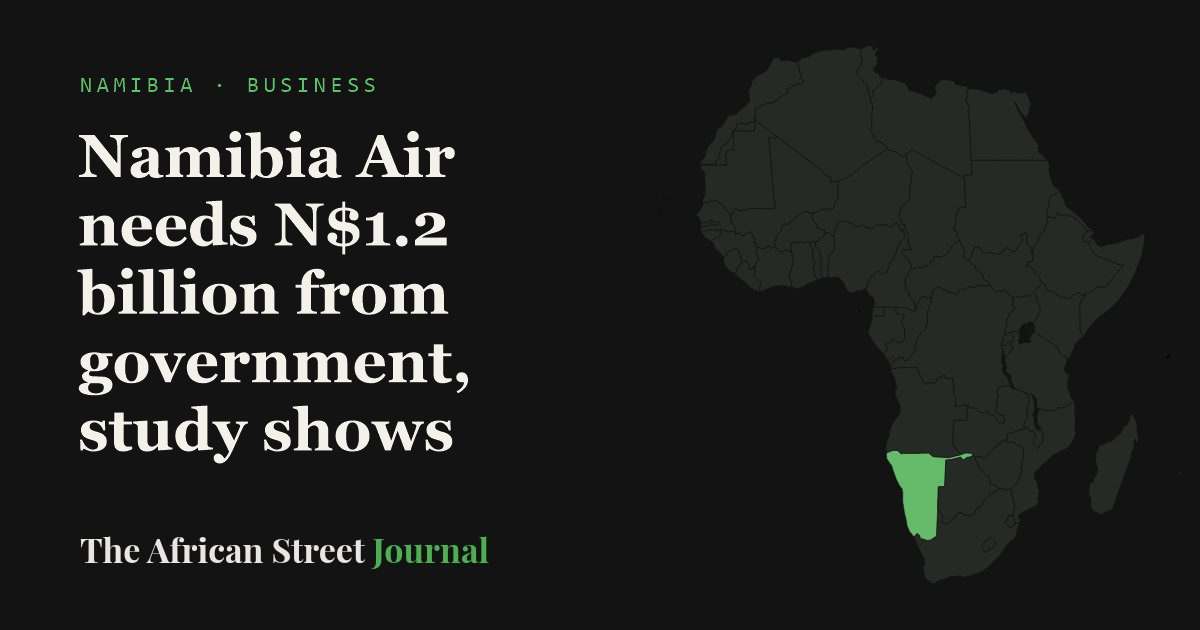 NAMIBIA · BUSINESS
Namibia Air
needs N$1.2
billion from
government,
study shows
The African Street Journal